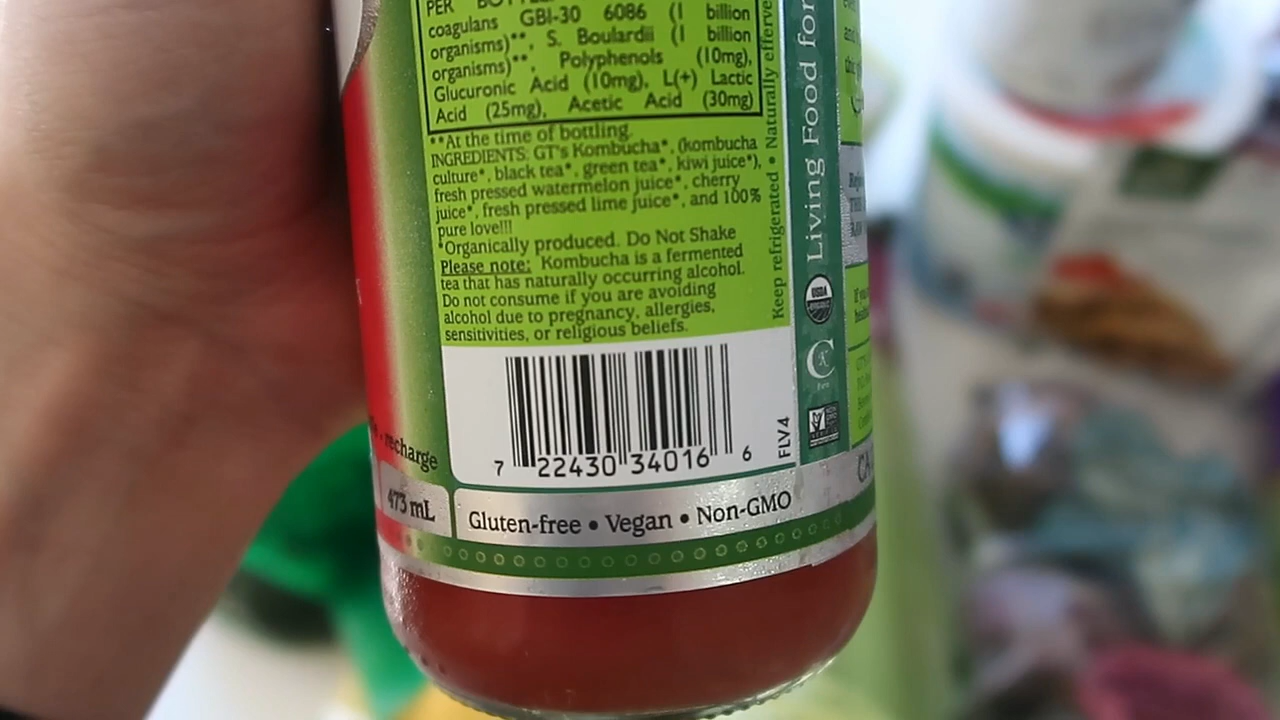 PER
coagulans GBI-30 6086 (1 billion
organisms)**, S. Boulardii (1 billion
organisms)**, Polyphenols (10mg),
Glucuronic Acid (10mg), L(+) Lactic
Acid (25mg), Acetic Acid (30mg)
**At the time of bottling.
INGREDIENTS: GT's Kombucha*, (kombucha
culture*, black tea*, green tea*, kiwi juice*),
fresh pressed watermelon juice*, cherry
juice*, fresh pressed lime juice*, and 100%
pure love!!!
*Organically produced. Do Not Shake
Please note: Kombucha is a fermented
tea that has naturally occurring alcohol.
Do not consume if you are avoiding
alcohol due to pregnancy, allergies,
sensitivities, or religious beliefs.
7 22430 34016 6
FLV4
Keep refrigerated • Naturally
Living Food for
USDA
ORGANIC
recharge
473 mL
Gluten-free • Vegan • Non-GMO